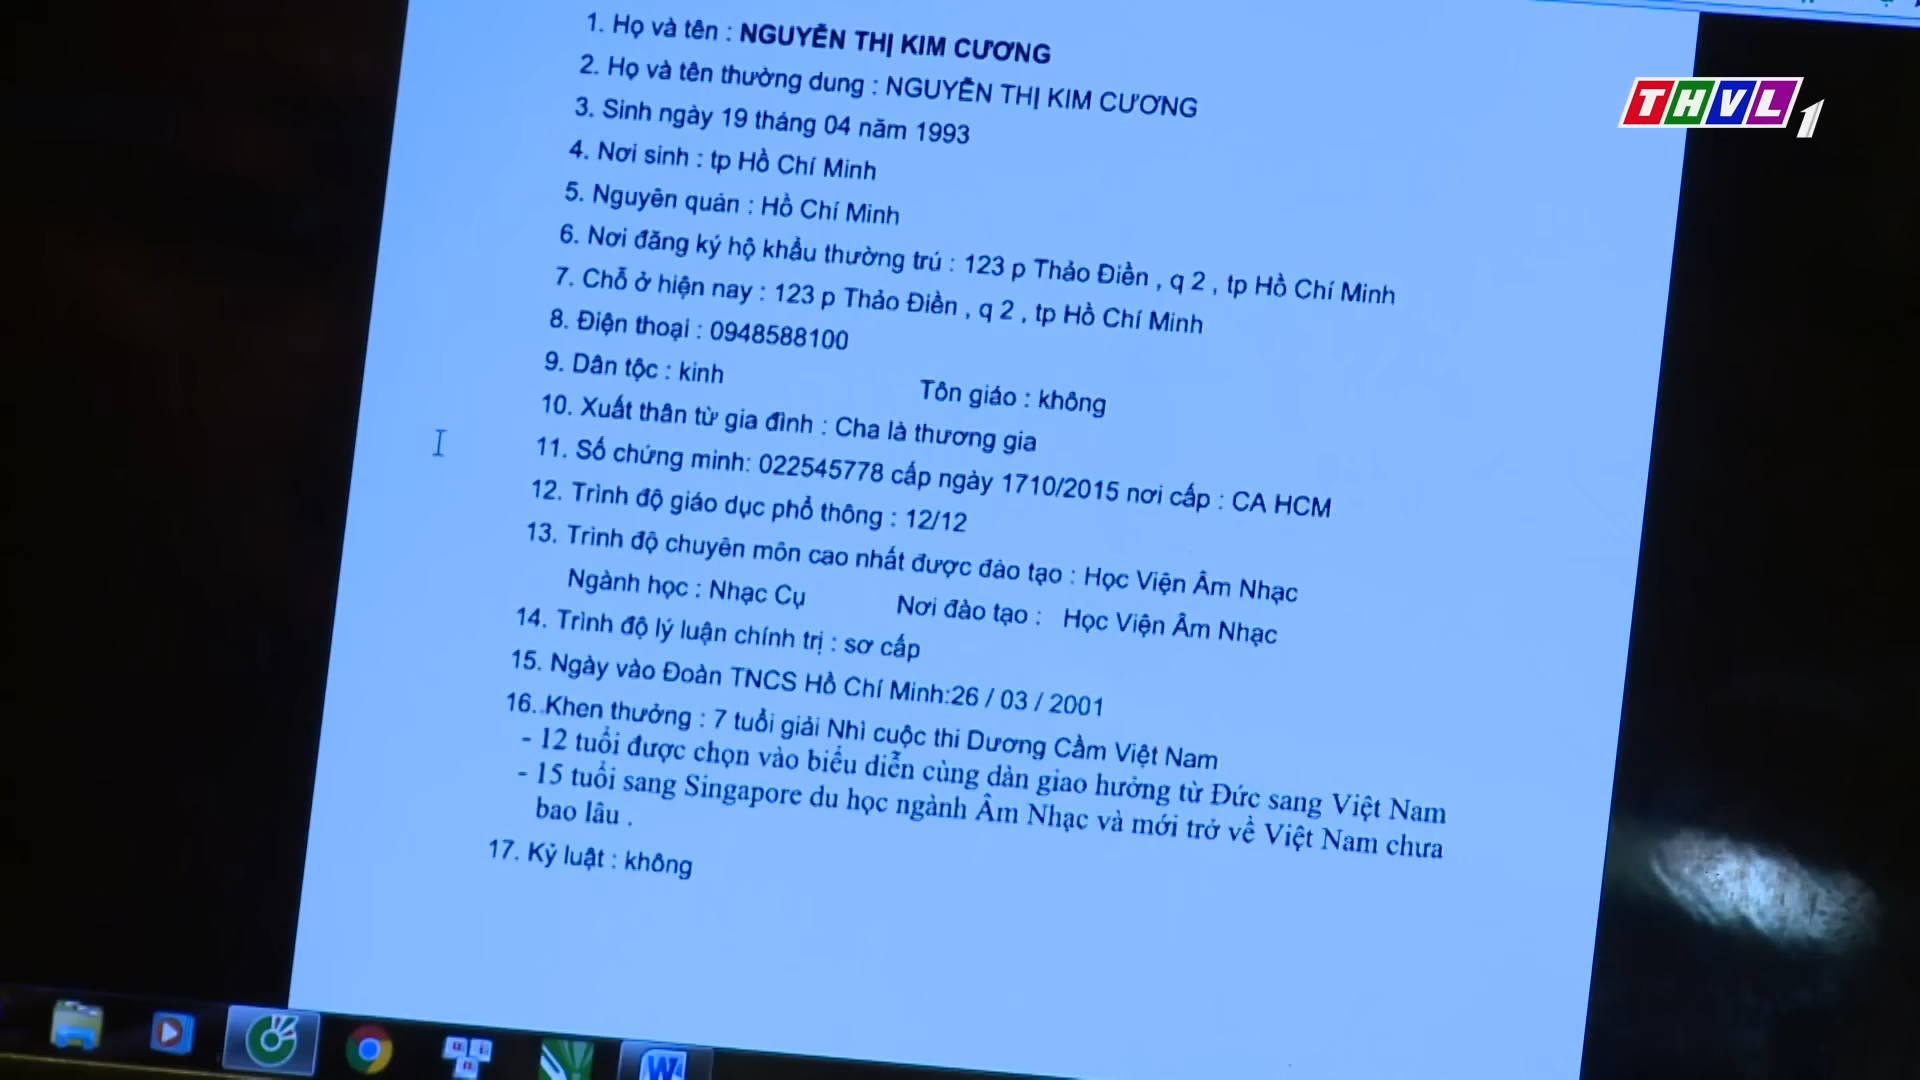 THVL 1
1. Họ và tên : NGUYỄN THỊ KIM CƯƠNG
2. Họ và tên thường dung : NGUYỄN THỊ KIM CƯƠNG
3. Sinh ngày 19 tháng 04 năm 1993
4. Nơi sinh : tp Hồ Chí Minh
5. Nguyên quán : Hồ Chí Minh
6. Nơi đăng ký hộ khẩu thường trú : 123 p Thảo Điền , q 2 , tp Hồ Chí Minh
7. Chỗ ở hiện nay : 123 p Thảo Điền , q 2 , tp Hồ Chí Minh
8. Điện thoại : 0948588100
9. Dân tộc : kinh Tôn giáo : không
10. Xuất thân từ gia đình : Cha là thương gia
11. Số chứng minh: 022545778 cấp ngày 1710/2015 nơi cấp : CA HCM
12. Trình độ giáo dục phổ thông : 12/12
13. Trình độ chuyên môn cao nhất được đào tạo : Học Viện Âm Nhạc
Ngành học : Nhạc Cụ Nơi đào tạo : Học Viện Âm Nhạc
14. Trình độ lý luận chính trị : sơ cấp
15. Ngày vào Đoàn TNCS Hồ Chí Minh:26 / 03 / 2001
16. Khen thưởng : 7 tuổi giải Nhì cuộc thi Dương Cầm Việt Nam
- 12 tuổi được chọn vào biểu diễn cùng dàn giao hưởng từ Đức sang Việt Nam
- 15 tuổi sang Singapore du học ngành Âm Nhạc và mới trở về Việt Nam chưa
bao lâu .
17. Kỷ luật : không